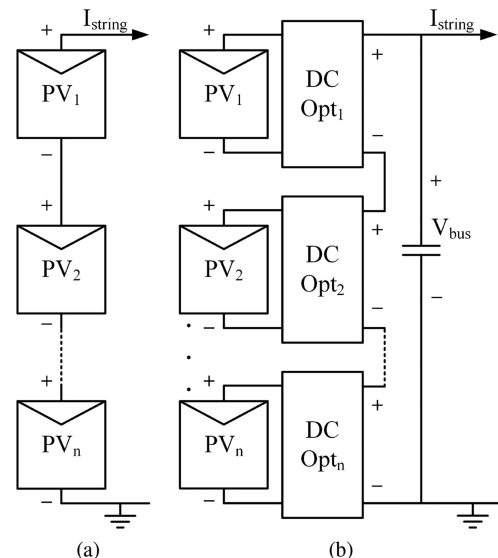 +
I_string
PV_1
−
+
PV_2
−
+
PV_n
−
(a)
+
PV_1
−
DC
Opt_1
+
−
I_string
+
PV_2
−
DC
Opt_2
+
−
+
V_bus
−
+
PV_n
−
DC
Opt_n
+
−
(b)